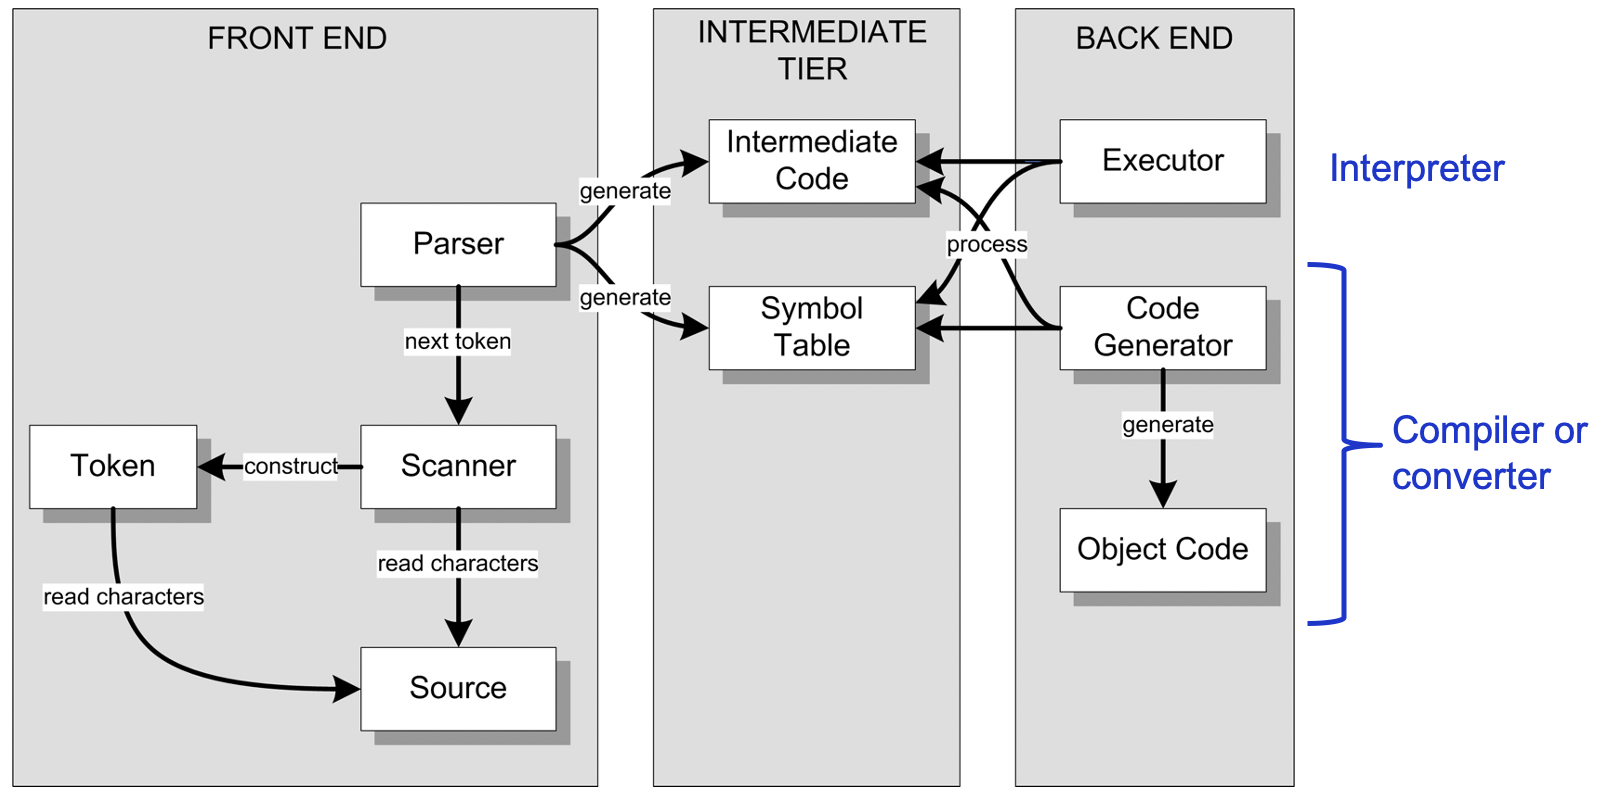 FRONT END
INTERMEDIATE
TIER
BACK END
Intermediate
Code
Executor
Interpreter
generate
Parser
process
generate
Symbol
Table
Code
Generator
next token
generate
Compiler or
converter
Token
construct
Scanner
Object Code
read characters
read characters
Source